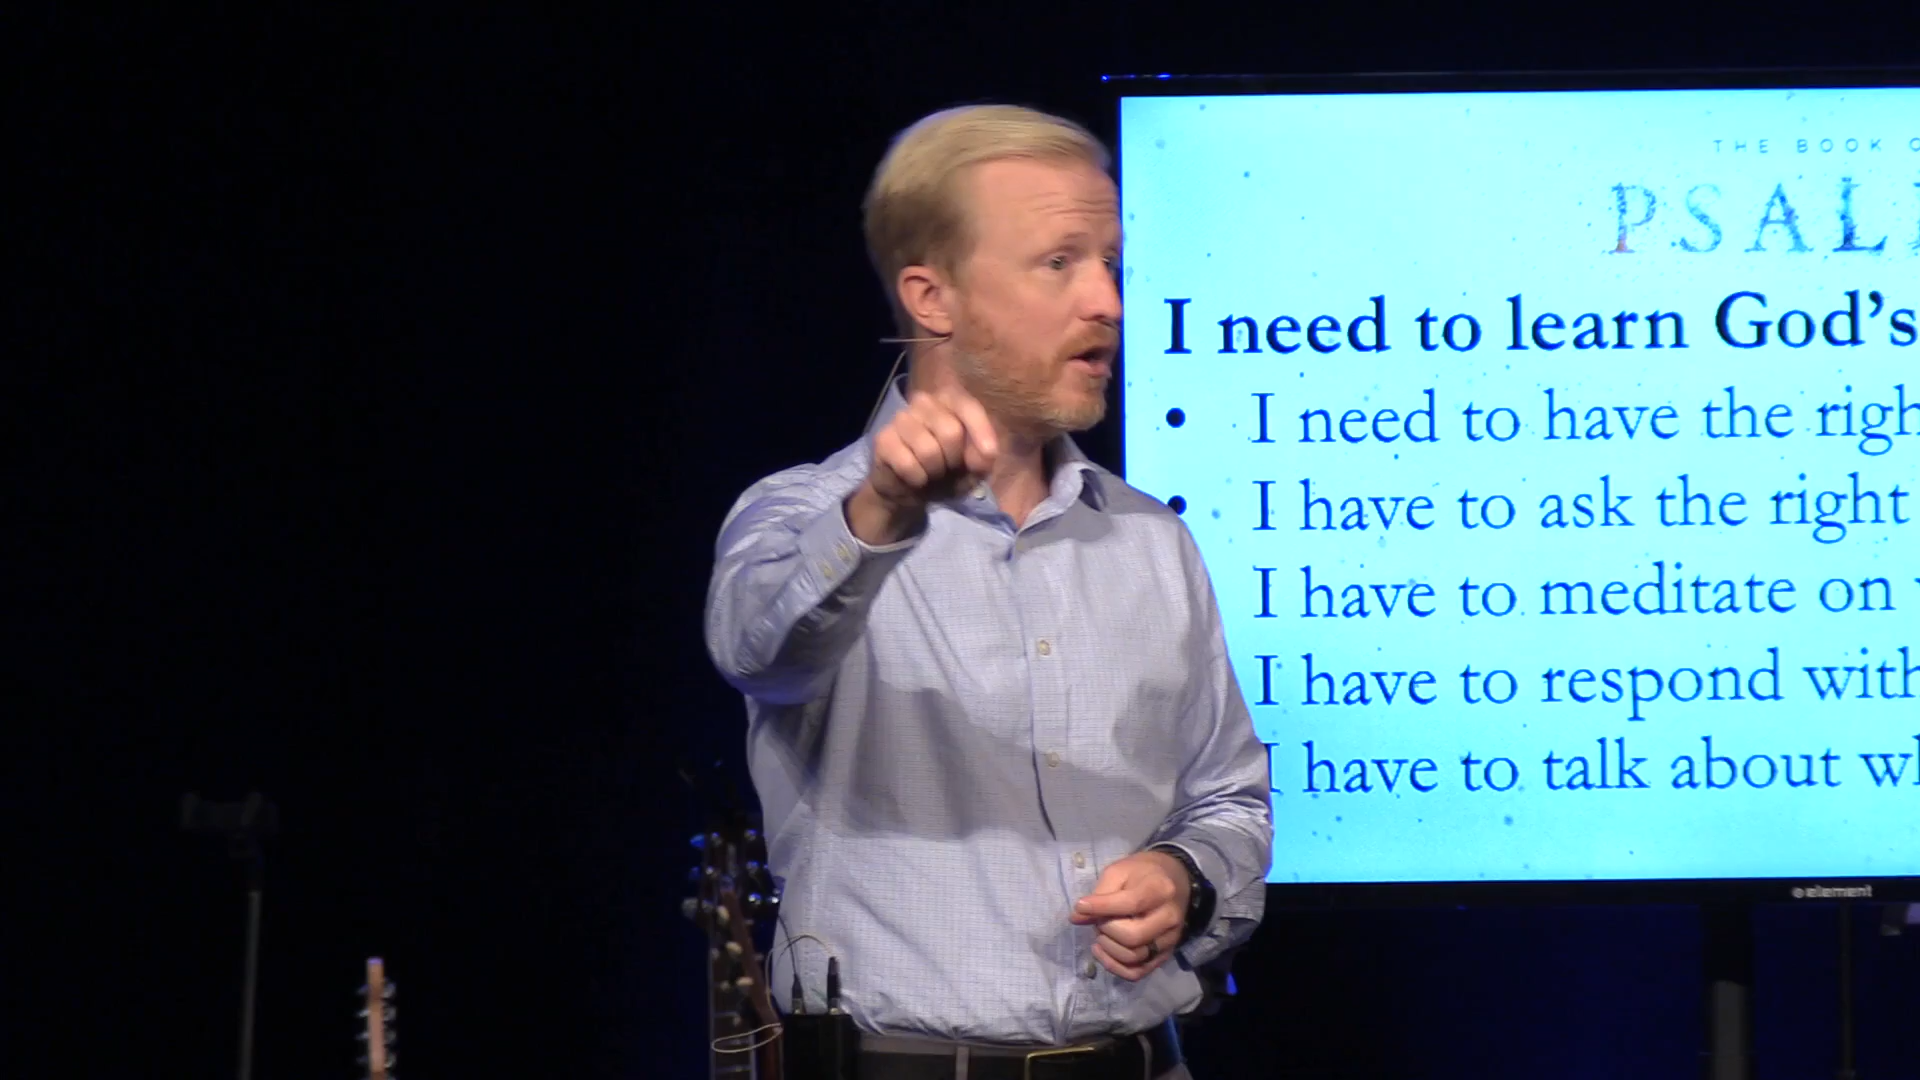 THE BOOK
PSAL
I need to learn God's
• I need to have the righ
• I have to ask the right
I have to meditate on
I have to respond with
I have to talk about wh
element